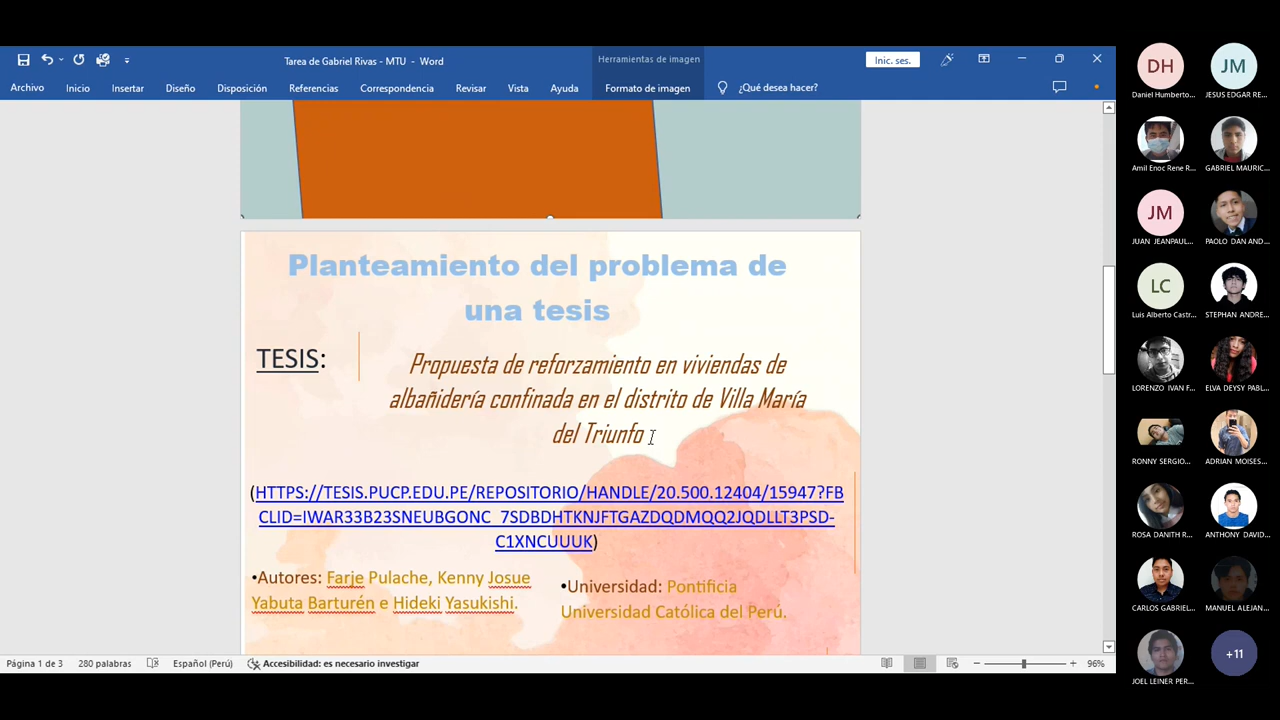 Tarea de Gabriel Rivas - MTU - Word
Herramientas de imagen
Inic. ses.
Archivo Inicio Insertar Diseño Disposición Referencias Correspondencia Revisar Vista Ayuda Formato de imagen ¿Qué desea hacer?
Planteamiento del problema de
una tesis
TESIS:
Propuesta de reforzamiento en viviendas de
albañidería confinada en el distrito de Villa María
del Triunfo
(HTTPS://TESIS.PUCP.EDU.PE/REPOSITORIO/HANDLE/20.500.12404/15947?FB
CLID=IWAR33B23SNEUBGONC_7SDBDHTKNJFTGAZDQDMQQ2JQDLLT3PSD-
C1XNCUUUK)
•Autores: Farje Pulache, Kenny Josue
Yabuta Barturén e Hideki Yasukishi.
•Universidad: Pontificia
Universidad Católica del Perú.
Página 1 de 3 280 palabras Español (Perú) Accesibilidad: es necesario investigar 96%
DH JM
Daniel Humberto... JESUS EDGAR RE...
Amil Enoc Rene R... GABRIEL MAURIC...
JM
JUAN JEANPAUL... PAOLO DAN AND...
LC
Luis Alberto Castr... STEPHAN ANDRE...
LORENZO IVAN F... ELVA DEYSY PABL...
RONNY SERGIO... ADRIAN MOISES...
ROSA DANITH R... ANTHONY DAVID...
CARLOS GABRIEL... MANUEL ALEJAN...
+11
JOEL LEINER PER...